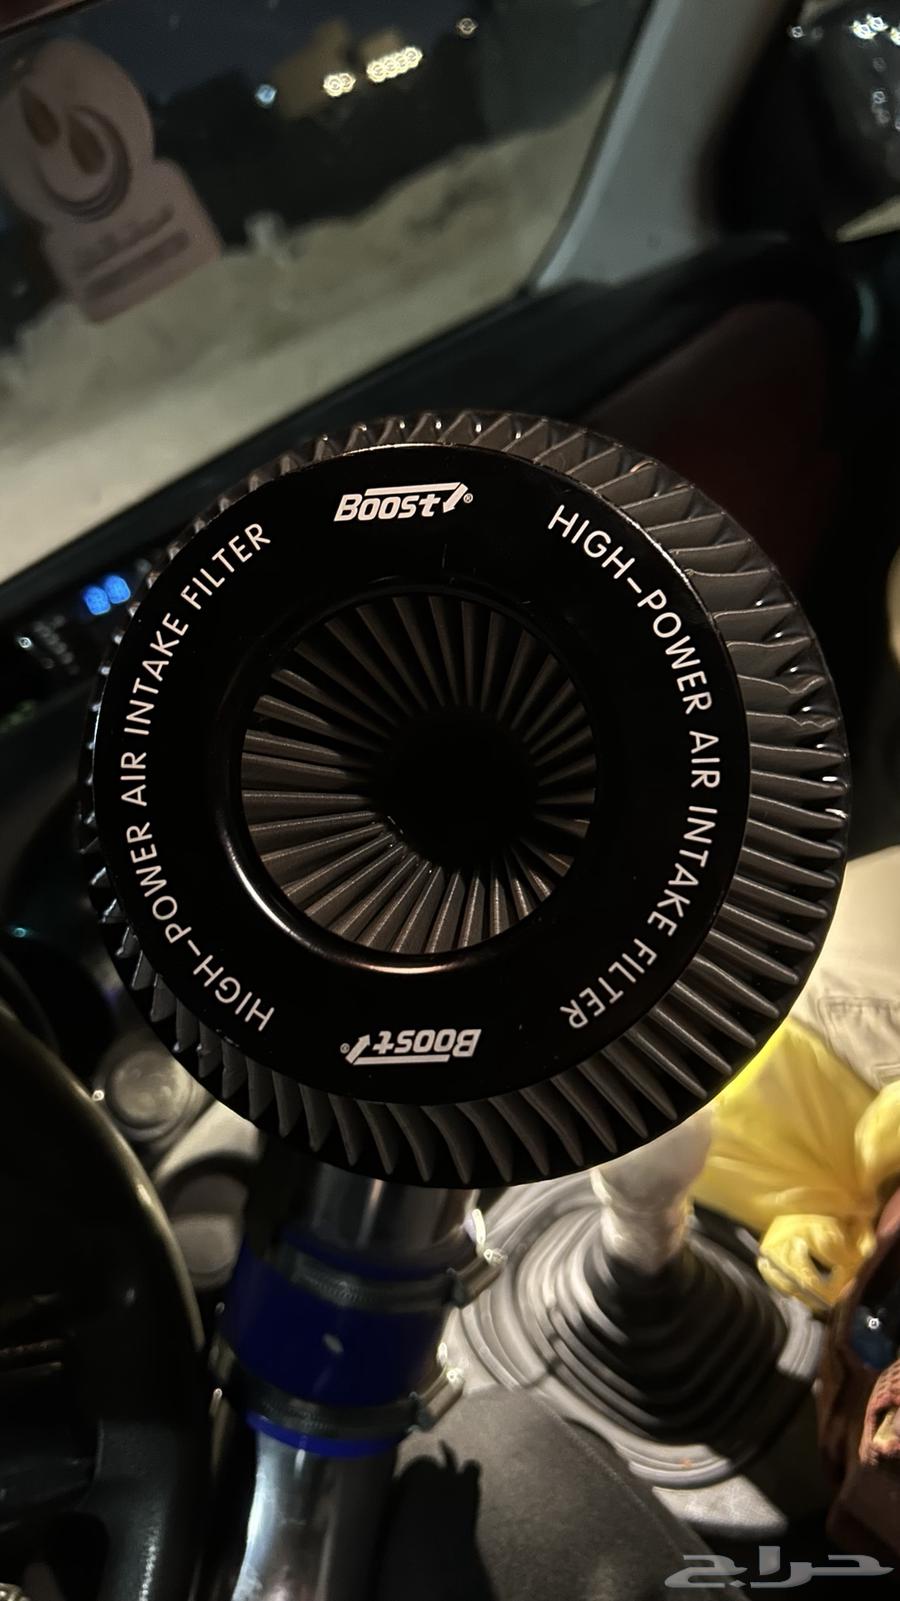 Boost®
HIGH-POWER AIR INTAKE FILTER
HIGH-POWER AIR INTAKE FILTER
Boost®
حراج